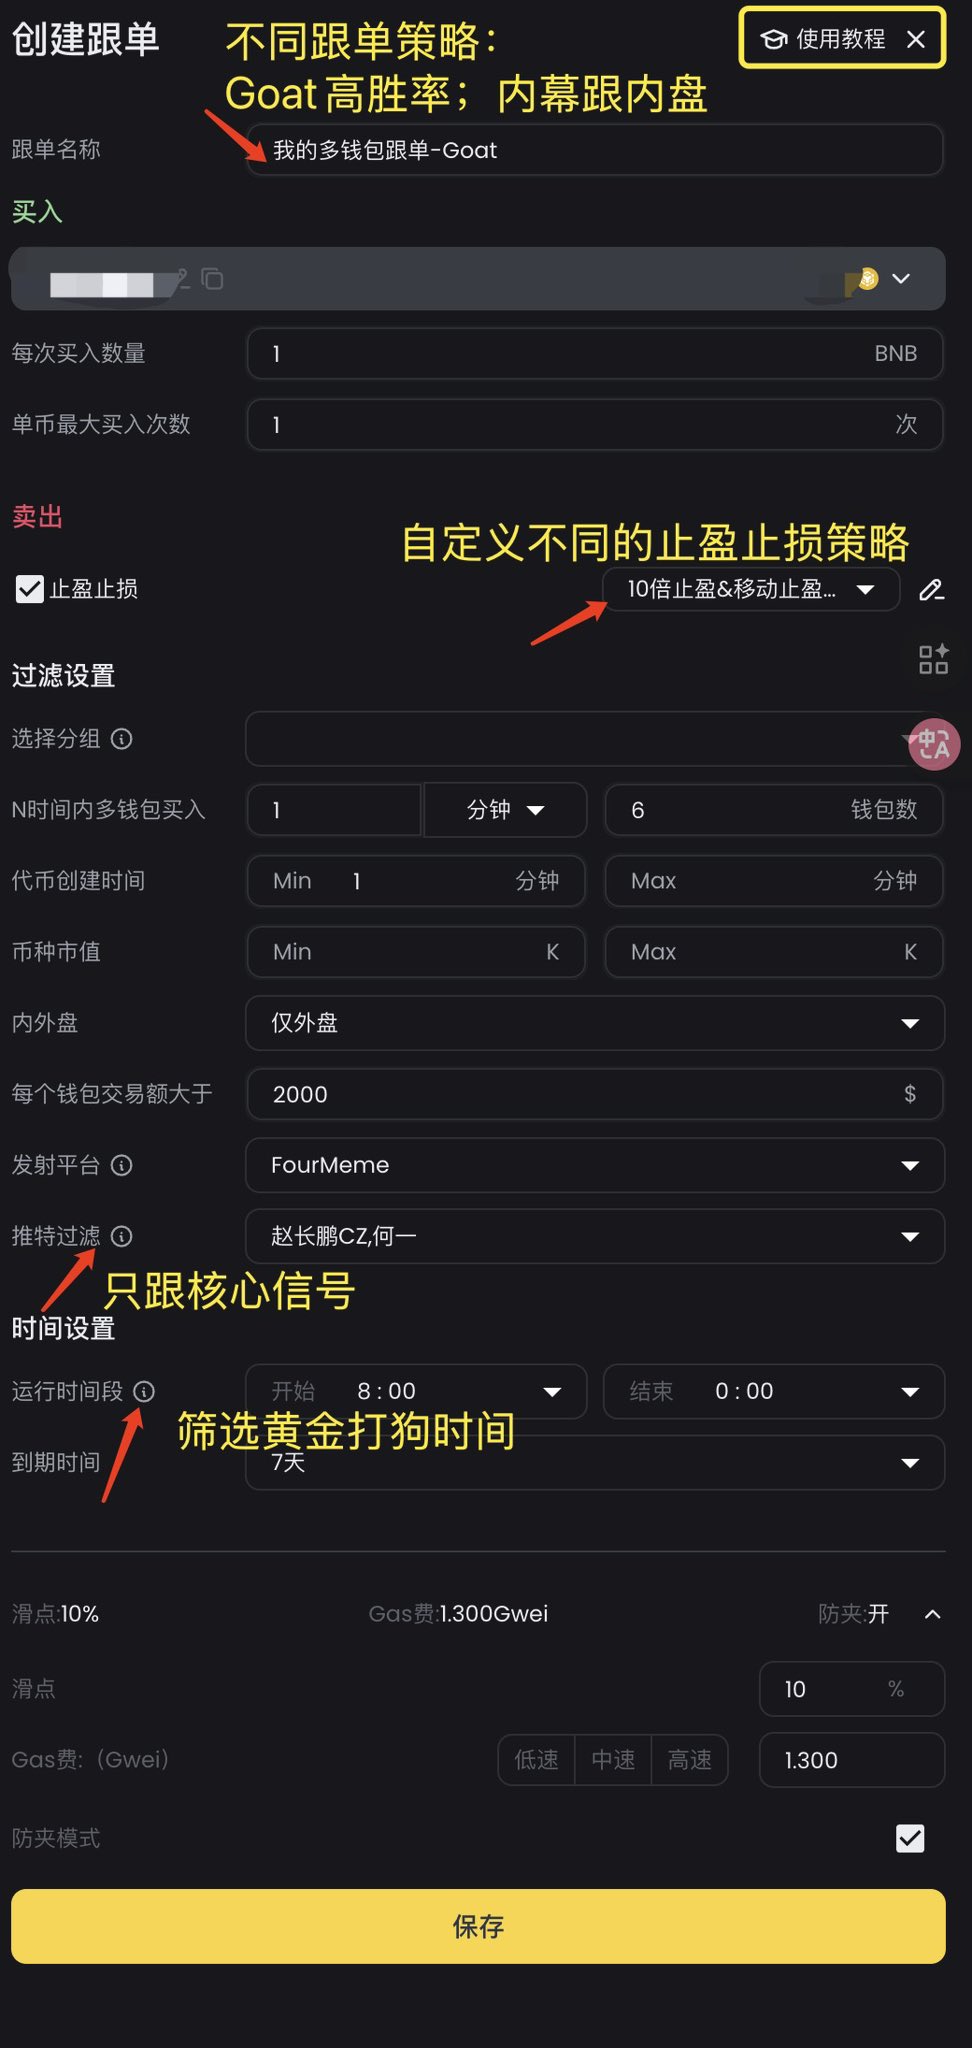 创建跟单
不同跟单策略：
使用教程
Goat 高胜率；内幕跟内盘
跟单名称 我的多钱包跟单-Goat
买入
每次买入数量 1 BNB
单币最大买入次数 1 次
卖出
自定义不同的止盈止损策略
止盈止损 10倍止盈&移动止盈...
过滤设置
选择分组
中A
N时间内多钱包买入 1 分钟 6 钱包数
代币创建时间 Min 1 分钟 Max 分钟
币种市值 Min K Max K
内外盘 仅外盘
每个钱包交易额大于 2000 $
发射平台 FourMeme
推特过滤 赵长鹏CZ,何一
只跟核心信号
时间设置
运行时间段 开始 8 : 00 结束 0 : 00
筛选黄金打狗时间
到期时间 7天
滑点:10% Gas费:1.300Gwei 防夹:开
滑点 10 %
Gas费:（Gwei） 低速 中速 高速 1.300
防夹模式
保存